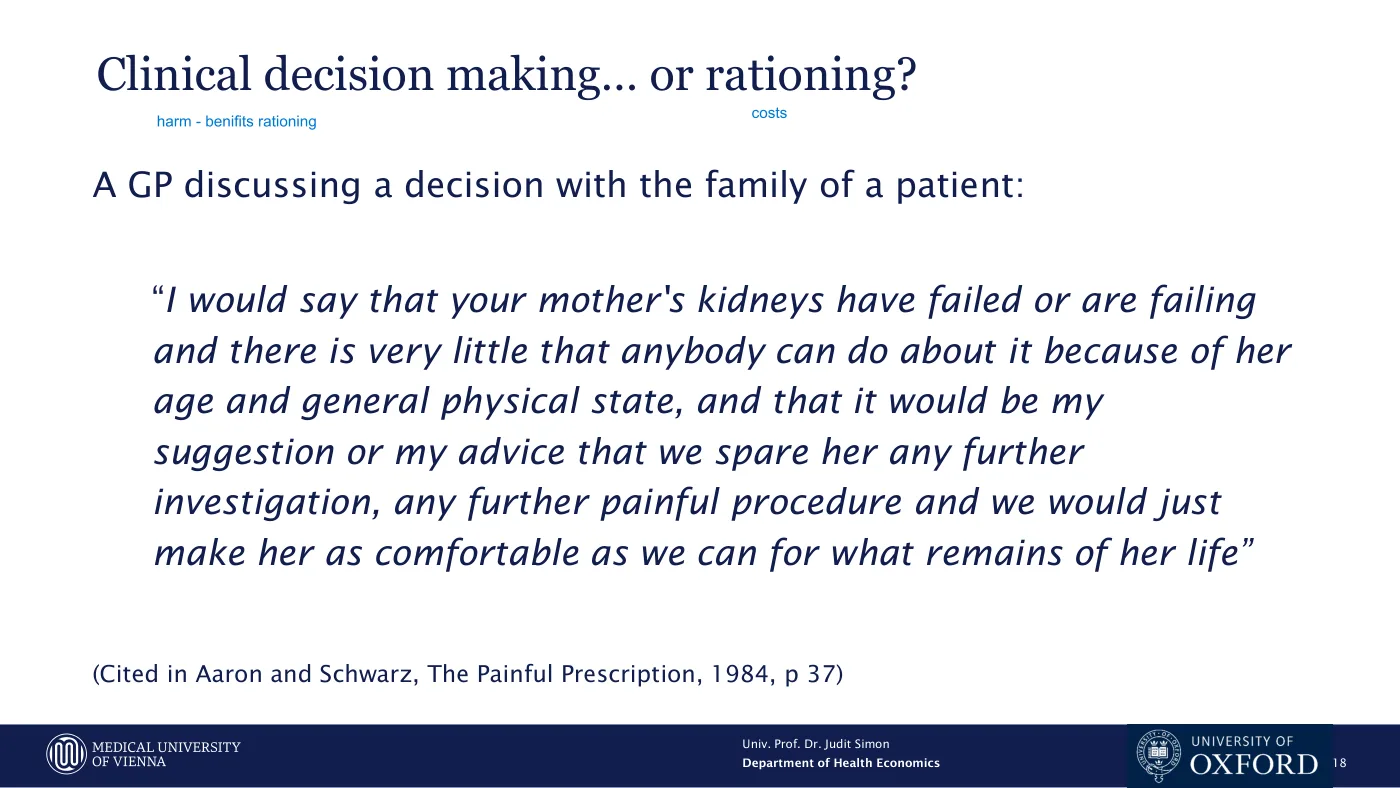 Clinical decision making... or rationing?
costs
harm - benifits rationing
A GP discussing a decision with the family of a patient:
“I would say that your mother's kidneys have failed or are failing
and there is very little that anybody can do about it because of her
age and general physical state, and that it would be my
suggestion or my advice that we spare her any further
investigation, any further painful procedure and we would just
make her as comfortable as we can for what remains of her life”
(Cited in Aaron and Schwarz, The Painful Prescription, 1984, p 37)
MEDICAL UNIVERSITY
OF VIENNA
Univ. Prof. Dr. Judit Simon
Department of Health Economics
UNIVERSITY OF
OXFORD
18